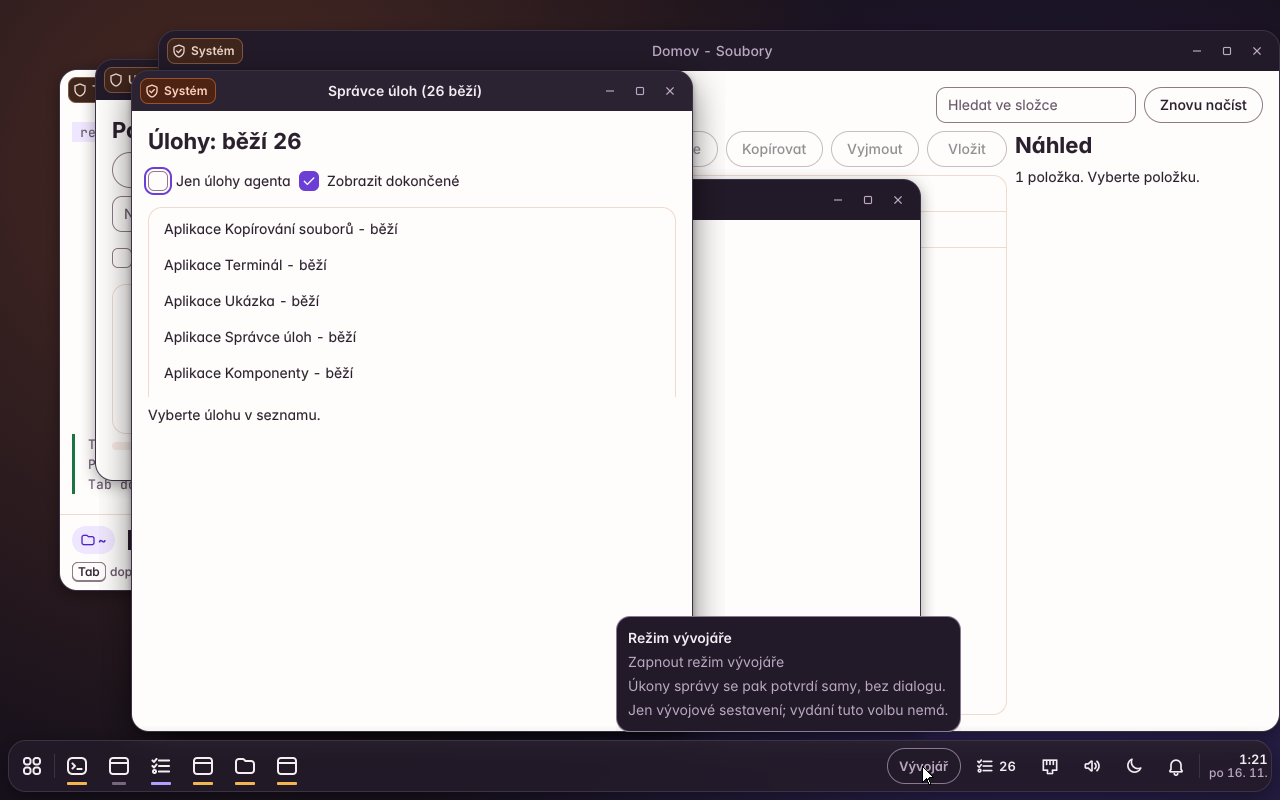 Systém
Domov - Soubory
Systém
Správce úloh (26 běží)
Hledat ve složce
Znovu načíst
Úlohy: běží 26
Kopírovat
Vyjmout
Vložit
Náhled
1 položka. Vyberte položku.
Jen úlohy agenta
Zobrazit dokončené
Aplikace Kopírování souborů - běží
Aplikace Terminál - běží
Aplikace Ukázka - běží
Aplikace Správce úloh - běží
Aplikace Komponenty - běží
Vyberte úlohu v seznamu.
Tab
~
Tab
Režim vývojáře
Zapnout režim vývojáře
Úkony správy se pak potvrdí samy, bez dialogu.
Jen vývojové sestavení; vydání tuto volbu nemá.
Vývojář
26
1:21
po 16. 11.